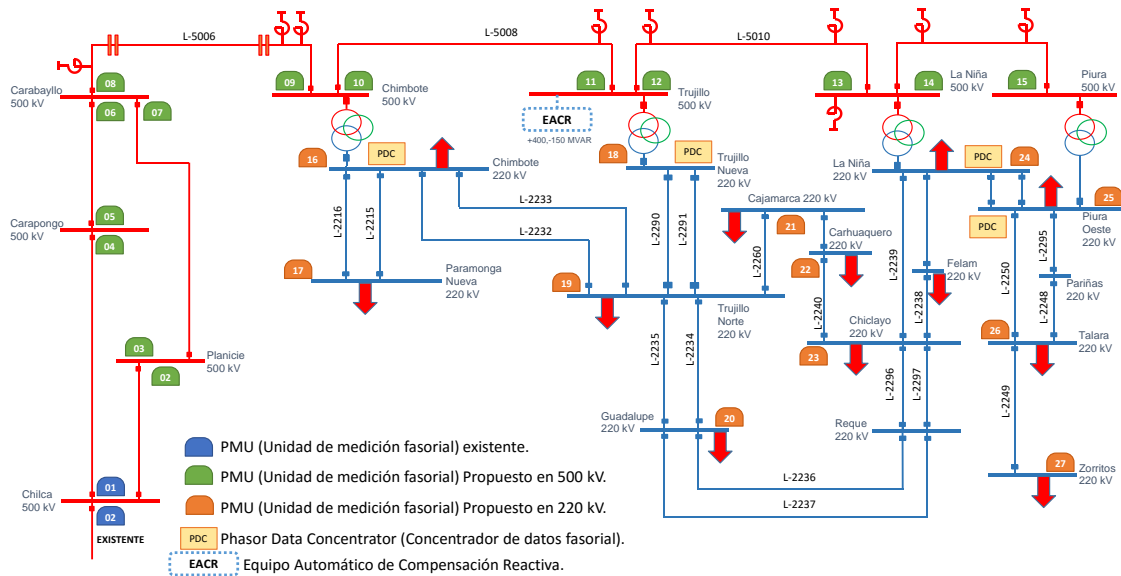 L-5006
L-5008
L-5010
08
Carabayllo
500 kV
06
07
09
10
Chimbote
500 kV
11
12
Trujillo
500 kV
EACR
+400,-150 MVAR
13
14
La Niña
500 kV
15
Piura
500 kV
16
PDC
Chimbote
220 kV
18
PDC
Trujillo
Nueva
220 kV
La Niña
220 kV
PDC
24
25
Piura
Oeste
220 kV
PDC
L-2216
L-2215
L-2233
L-2232
L-2290
L-2291
Cajamarca 220 kV
21
L-2260
Carhuaquero
220 kV
22
L-2240
L-2239
Felam
220 kV
L-2238
L-2250
L-2295
Pariñas
220 kV
L-2248
05
Carapongo
500 kV
04
17
Paramonga
Nueva
220 kV
19
Trujillo
Norte
220 kV
Chiclayo
220 kV
23
26
Talara
220 kV
03
Planicie
500 kV
02
L-2235
L-2234
L-2296
L-2297
L-2249
Guadalupe
220 kV
20
Reque
220 kV
L-2236
L-2237
27
Zorritos
220 kV
01
Chilca
500 kV
02
EXISTENTE
PMU (Unidad de medición fasorial) existente.
PMU (Unidad de medición fasorial) Propuesto en 500 kV.
PMU (Unidad de medición fasorial) Propuesto en 220 kV.
PDC Phasor Data Concentrator (Concentrador de datos fasorial).
EACR Equipo Automático de Compensación Reactiva.